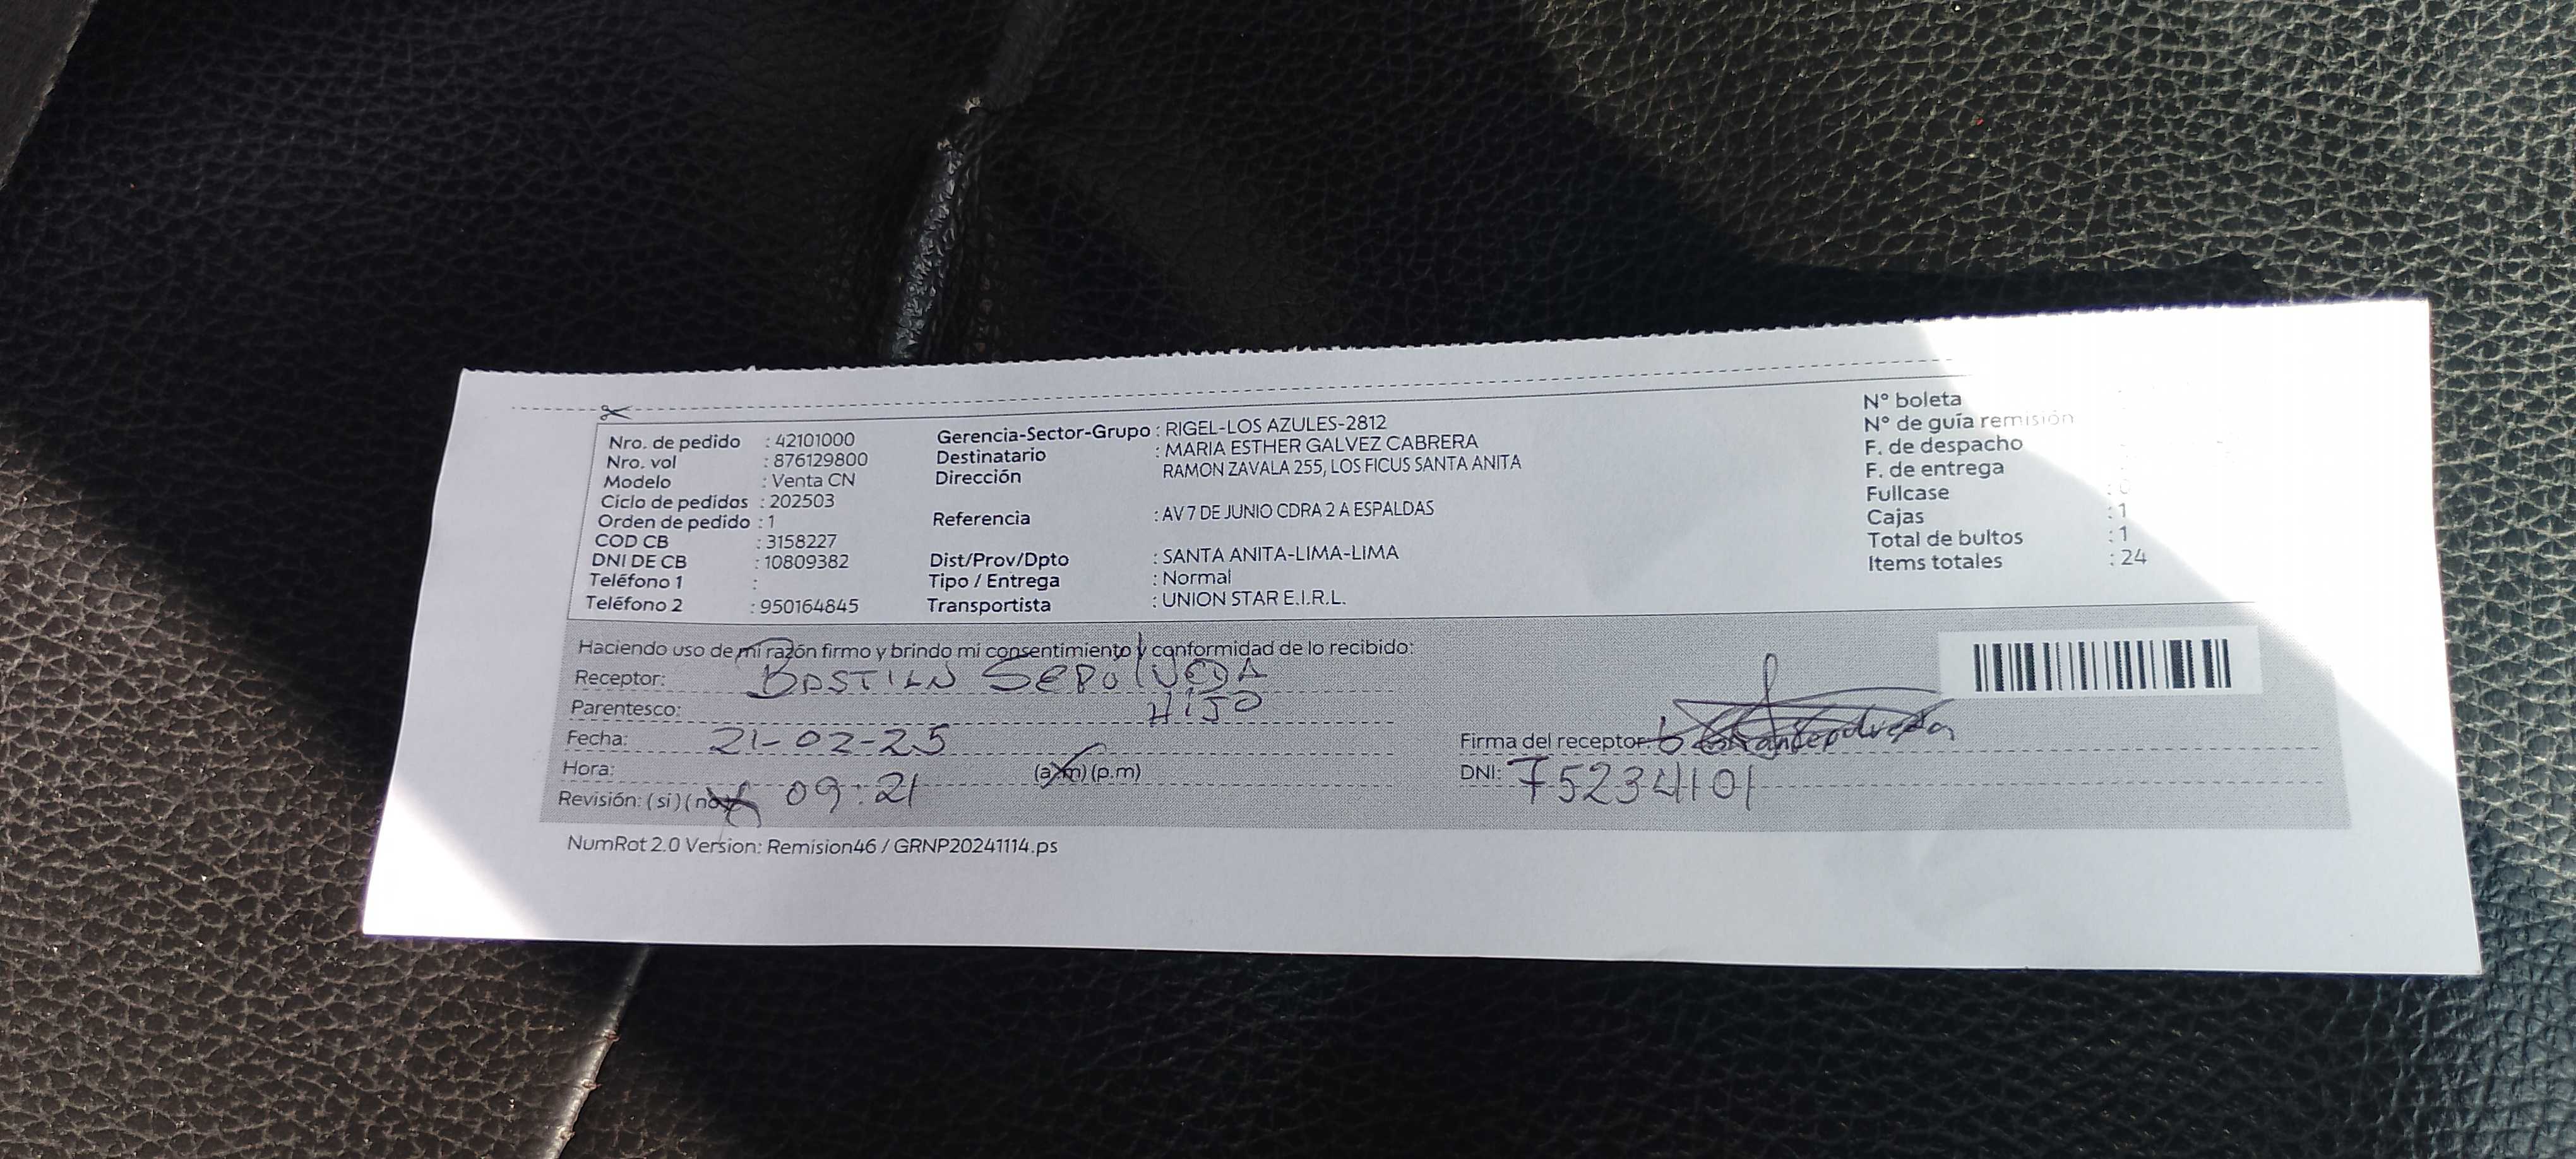 Nro. de pedido : 42101000
Nro. vol : 876129800
Modelo : Venta CN
Ciclo de pedidos : 202503
Orden de pedido : 1
COD CB : 3158227
DNI DE CB : 10809382
Teléfono 1 :
Teléfono 2 : 950164845
Gerencia-Sector-Grupo : RIGEL-LOS AZULES-2812
Destinatario : MARIA ESTHER GALVEZ CABRERA
Dirección RAMON ZAVALA 255, LOS FICUS SANTA ANITA
Referencia : AV 7 DE JUNIO CDRA 2 A ESPALDAS
Dist/Prov/Dpto : SANTA ANITA-LIMA-LIMA
Tipo / Entrega : Normal
Transportista : UNION STAR E.I.R.L.
N° boleta
N° de guía remisión
F. de despacho
F. de entrega
Fullcase
Cajas : 1
Total de bultos : 1
Items totales : 24
Haciendo uso de mi razón firmo y brindo mi consentimiento y conformidad de lo recibido:
Receptor: BASTIAN SEPULVEDA
Parentesco: HIJO
Fecha: 21-02-25
Hora: 09:21 (a.m) (p.m)
Revisión: (si) (no)
Firma del receptor:
DNI: 75234101
NumRot 2.0 Version: Remision46 / GRNP20241114.ps